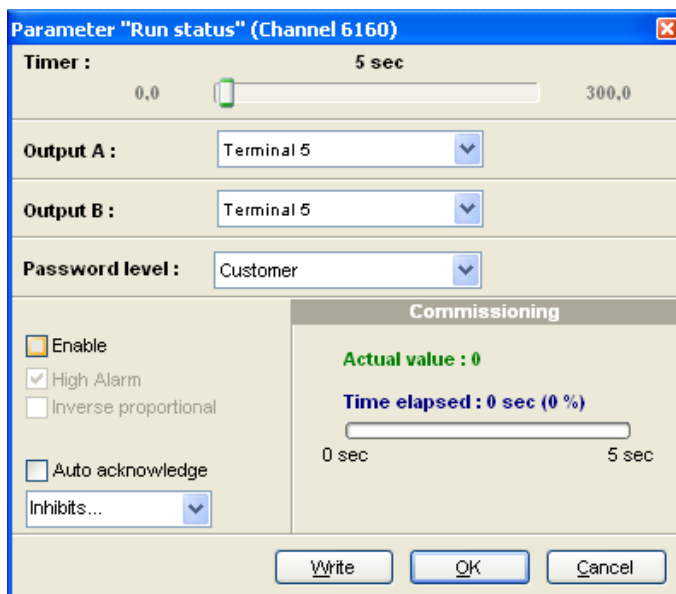 Parameter "Run status" (Channel 6160)
Timer :
5 sec
0,0
300,0
Output A :
Terminal 5
Output B :
Terminal 5
Password level :
Customer
Commissioning
Enable
High Alarm
Inverse proportional
Actual value : 0
Time elapsed : 0 sec (0 %)
0 sec
5 sec
Auto acknowledge
Inhibits...
Write
OK
Cancel